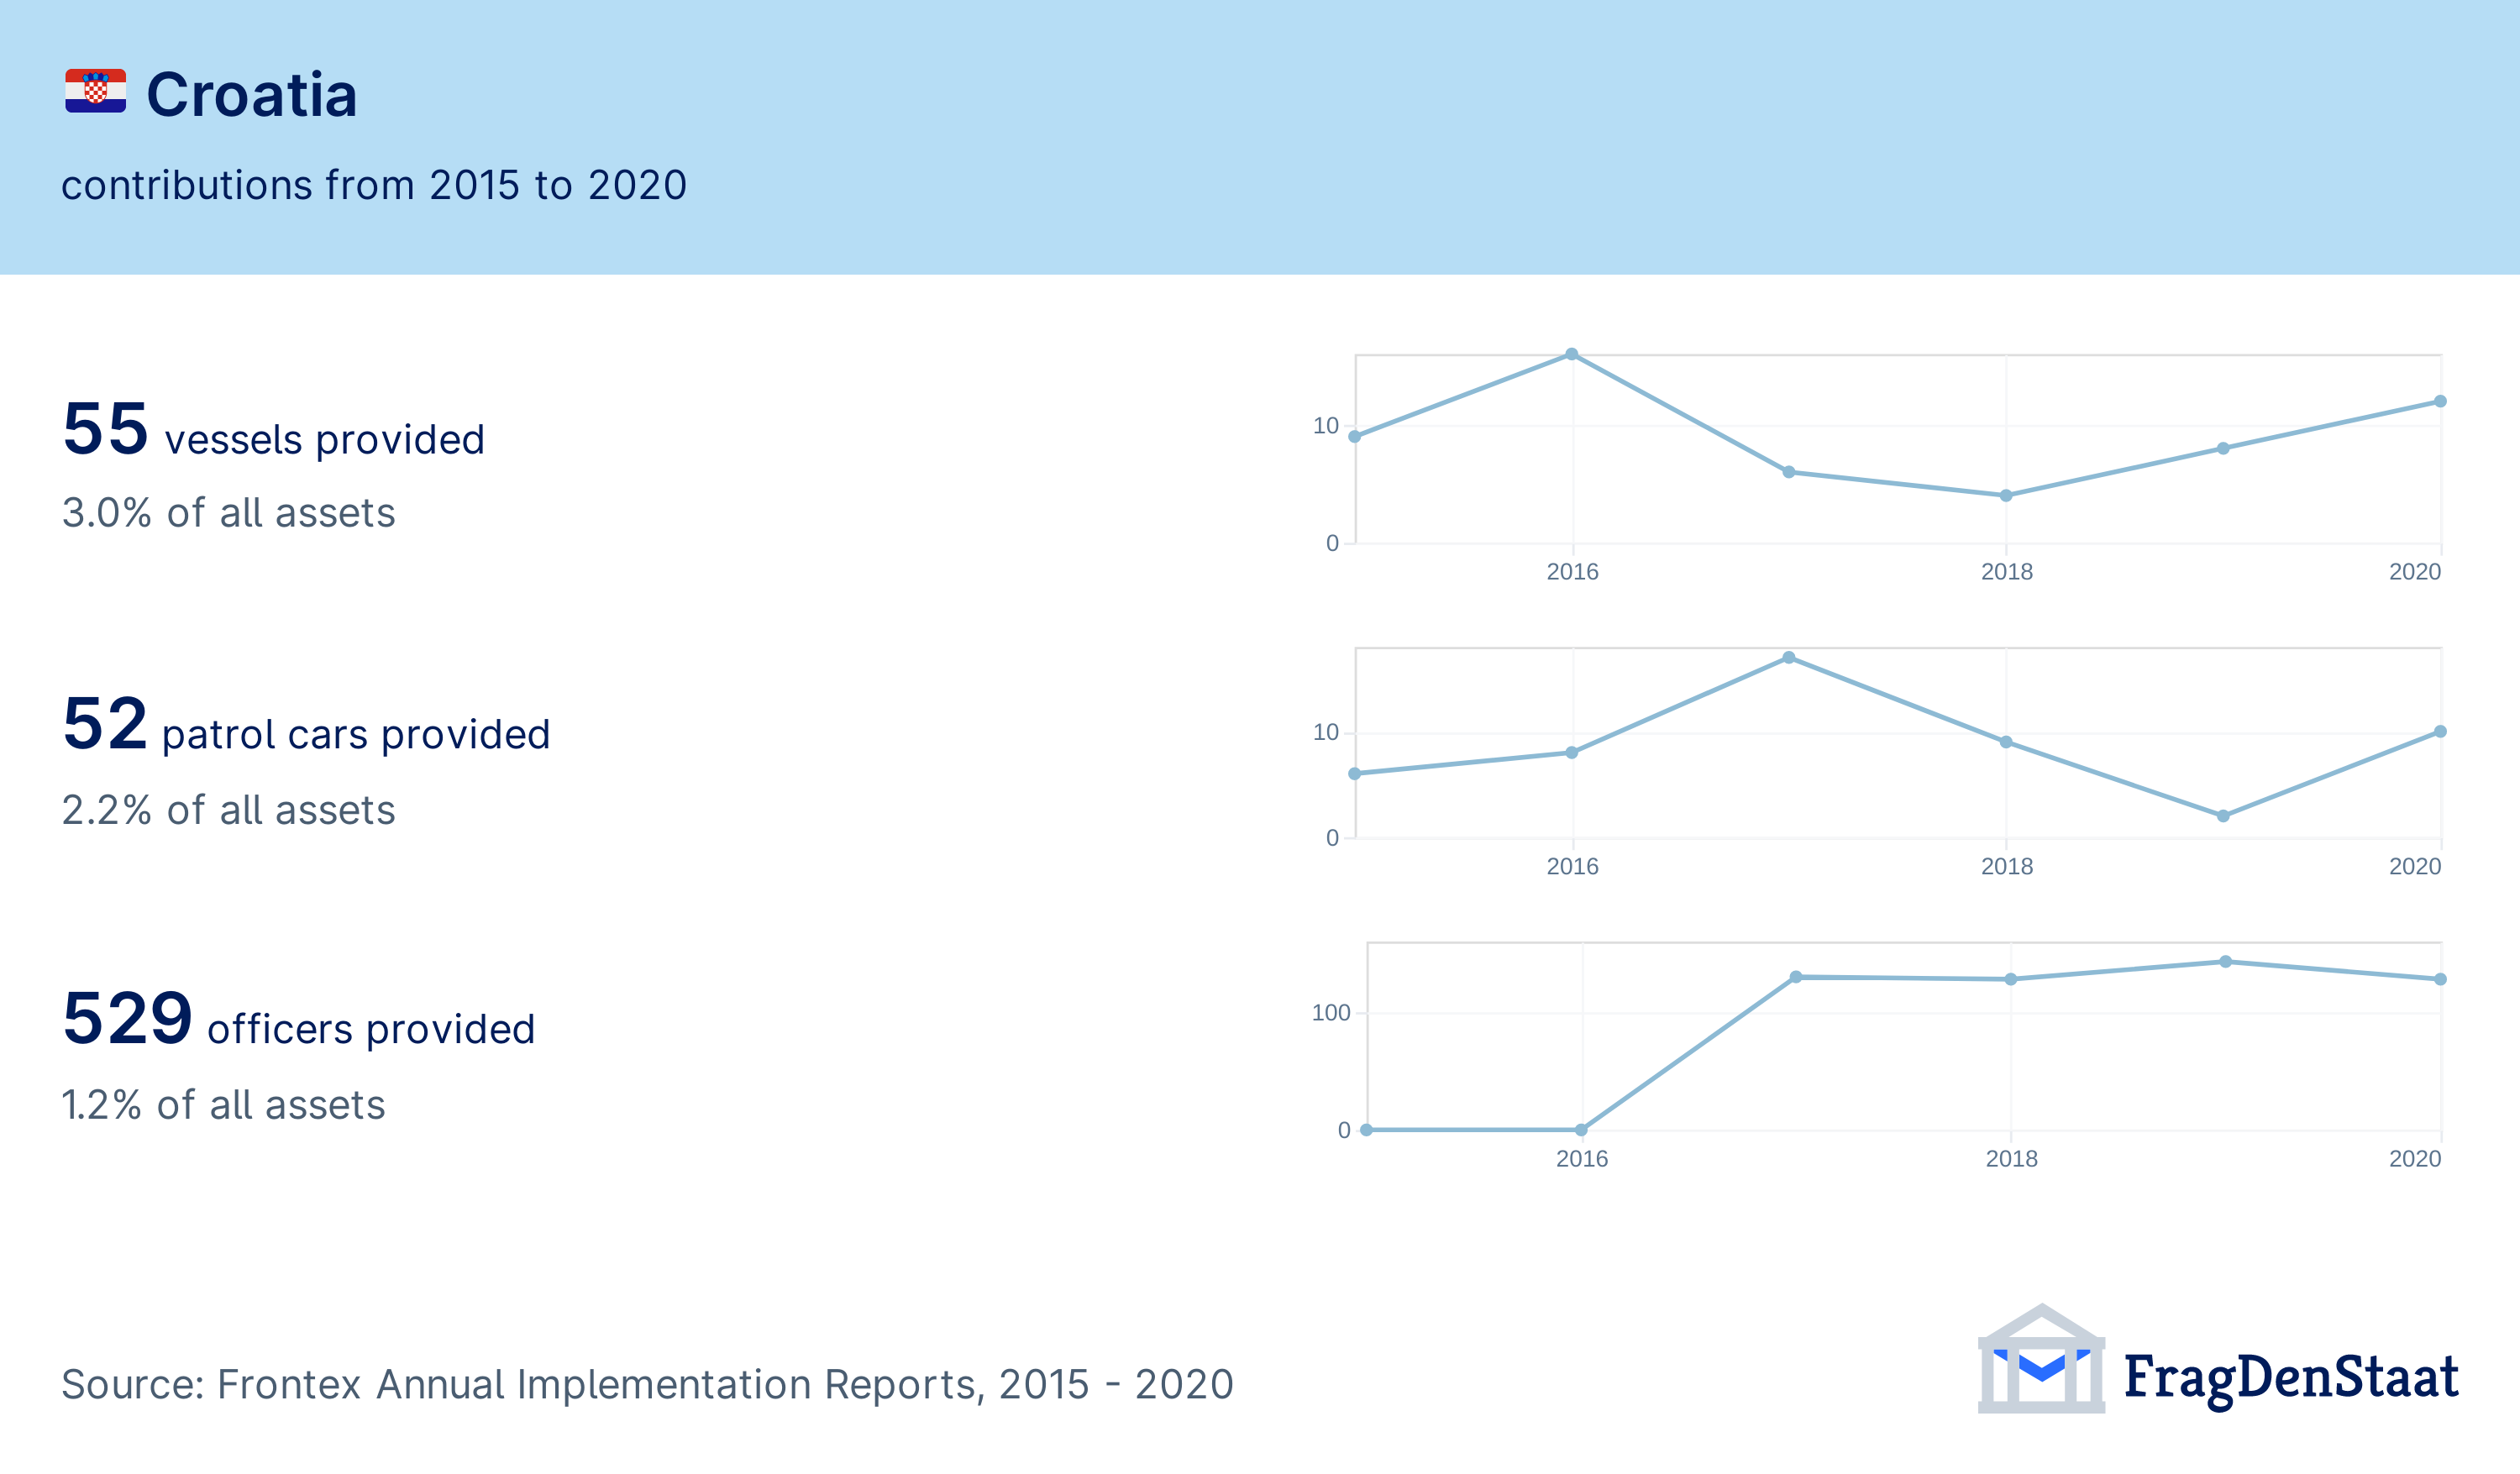 Croatia
contributions from 2015 to 2020
55 vessels provided
3.0% of all assets
10
0
2016 2018 2020
52 patrol cars provided
2.2% of all assets
10
0
2016 2018 2020
529 officers provided
1.2% of all assets
100
0
2016 2018 2020
Source: Frontex Annual Implementation Reports, 2015 - 2020
FragDenStaat